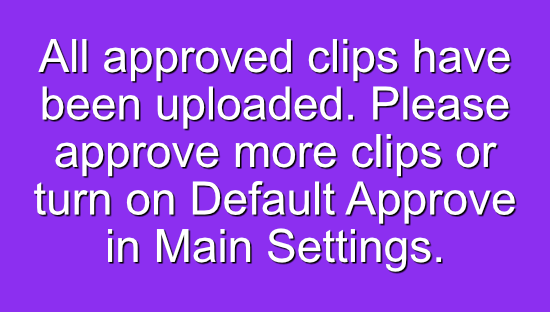 All approved clips have
been uploaded. Please
approve more clips or
turn on Default Approve
in Main Settings.